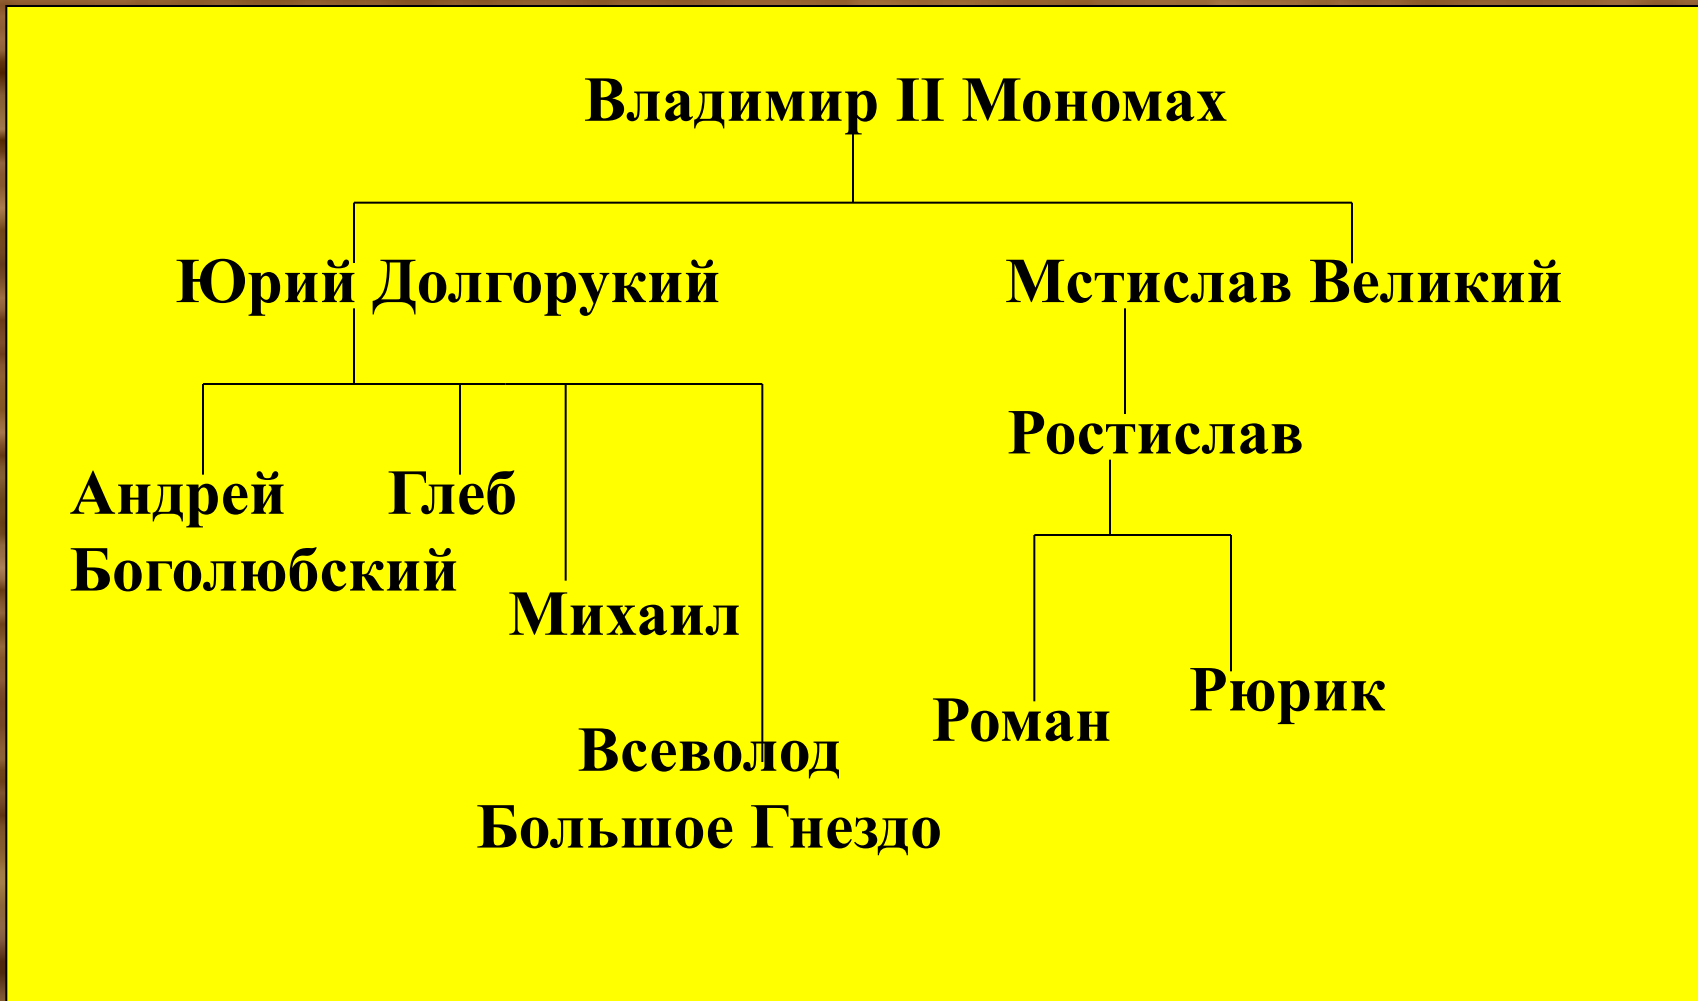 Владимир II Мономах
Юрий Долгорукий
Мстислав Великий
Ростислав
Андрей
Боголюбский
Глеб
Михаил
Всеволод
Большое Гнездо
Роман
Рюрик